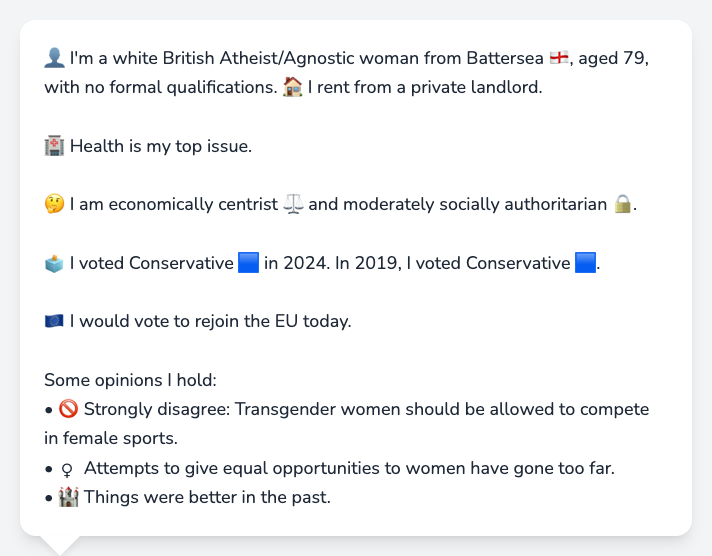 👤 I'm a white British Atheist/Agnostic woman from Battersea 🏴󠁧󠁢󠁥󠁮󠁧󠁿, aged 79,
with no formal qualifications. 🏠 I rent from a private landlord.
🏥 Health is my top issue.
🤔 I am economically centrist ⚖️ and moderately socially authoritarian 🔒.
🗳️ I voted Conservative 🟦 in 2024. In 2019, I voted Conservative 🟦.
🇪🇺 I would vote to rejoin the EU today.
Some opinions I hold:
• 🚫 Strongly disagree: Transgender women should be allowed to compete
in female sports.
• ♀ Attempts to give equal opportunities to women have gone too far.
• 🏰 Things were better in the past.